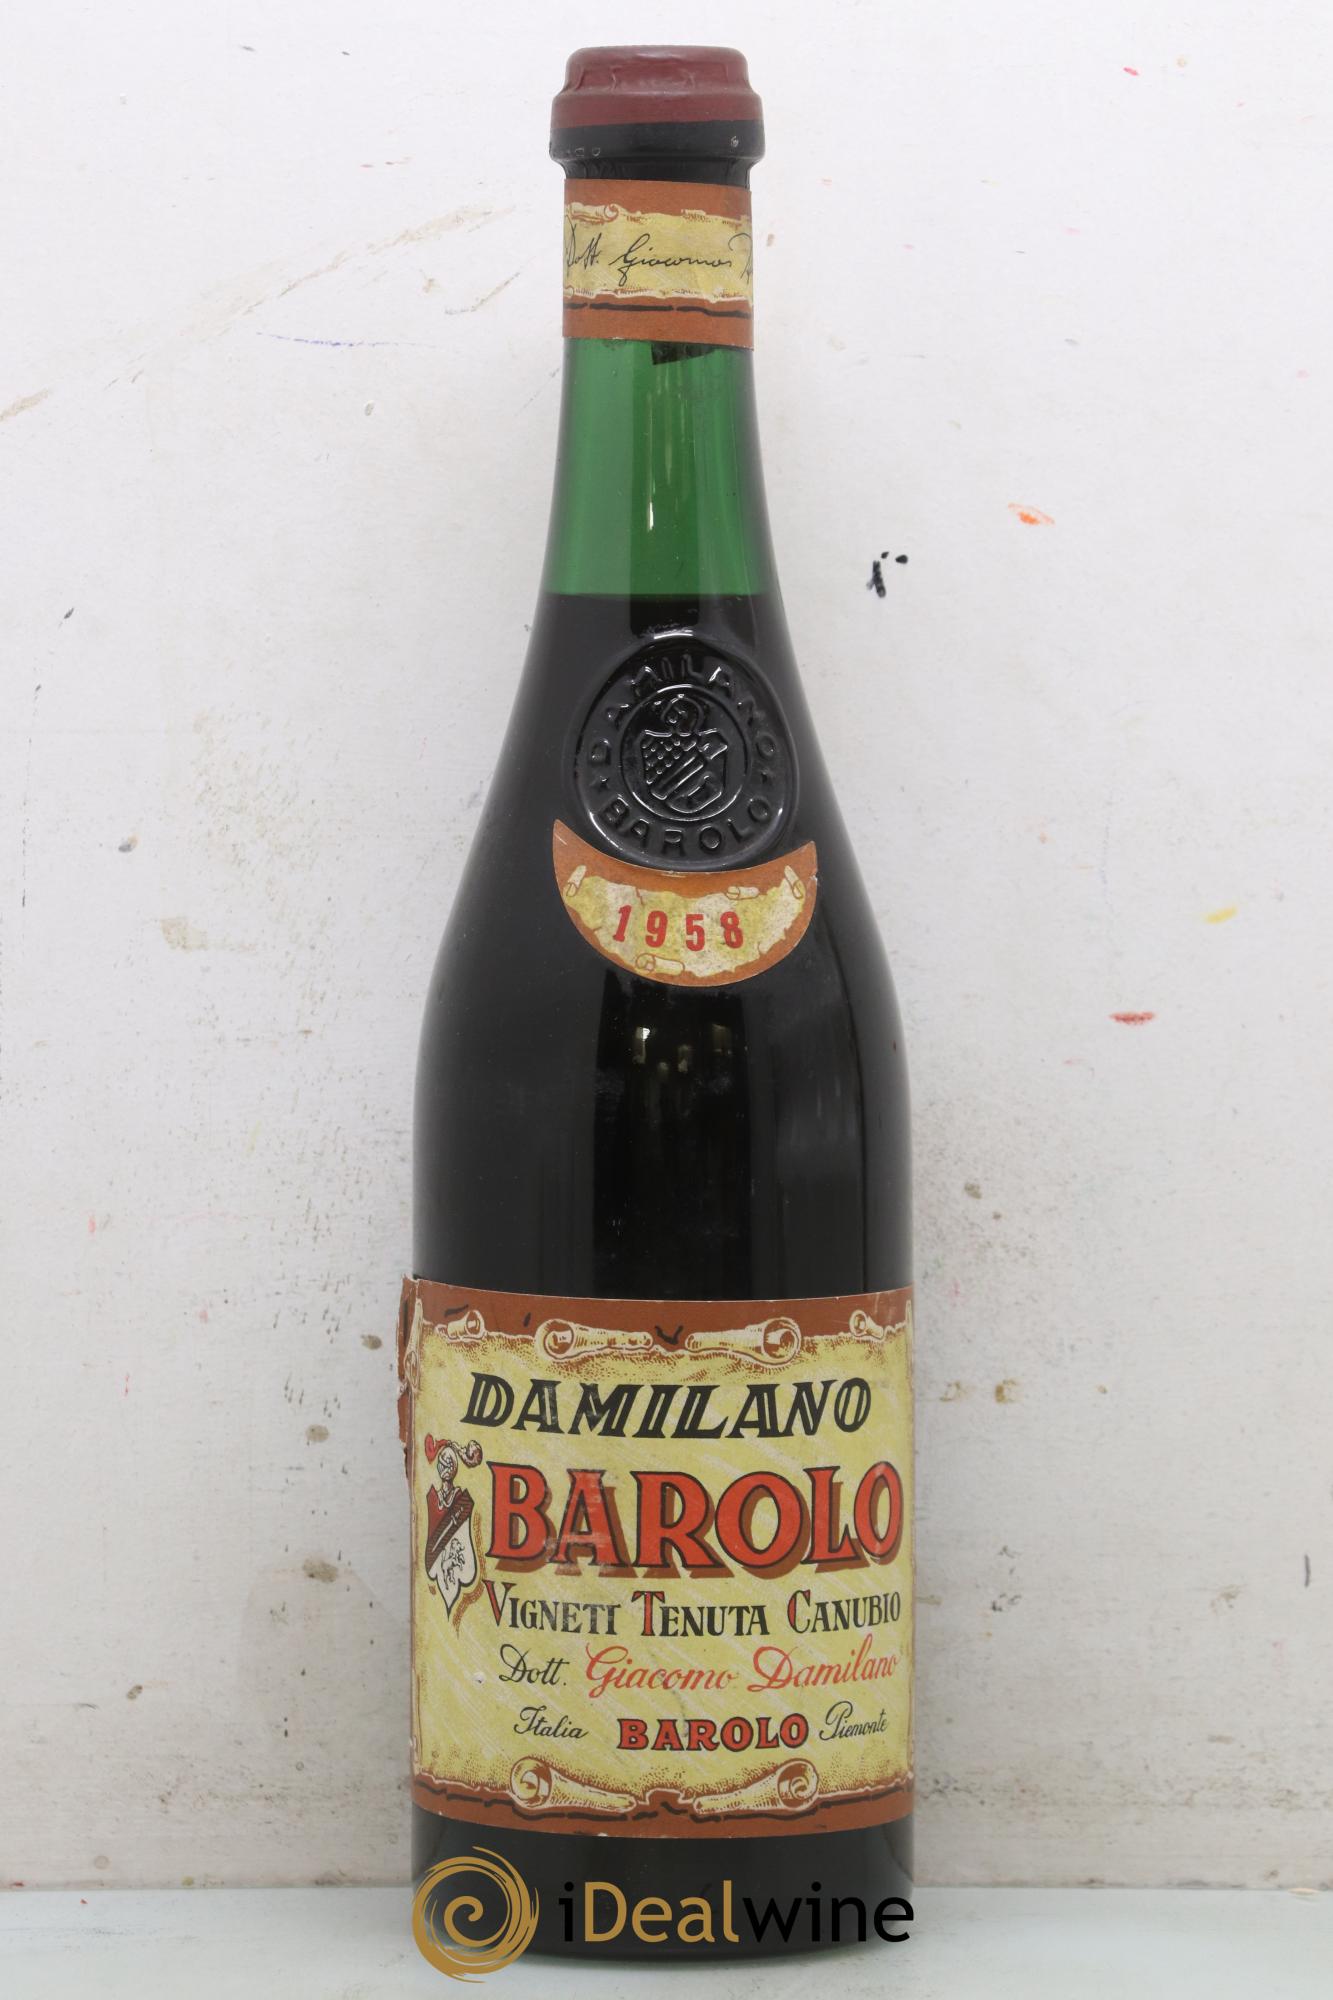 Dott. Giacomo
DAMILANO
BAROLO
1958
DAMILANO
BAROLO
VIGNETI TENUTA CANUBIO
Dott. Giacomo Damilano
Italia BAROLO Piemonte
iDealwine